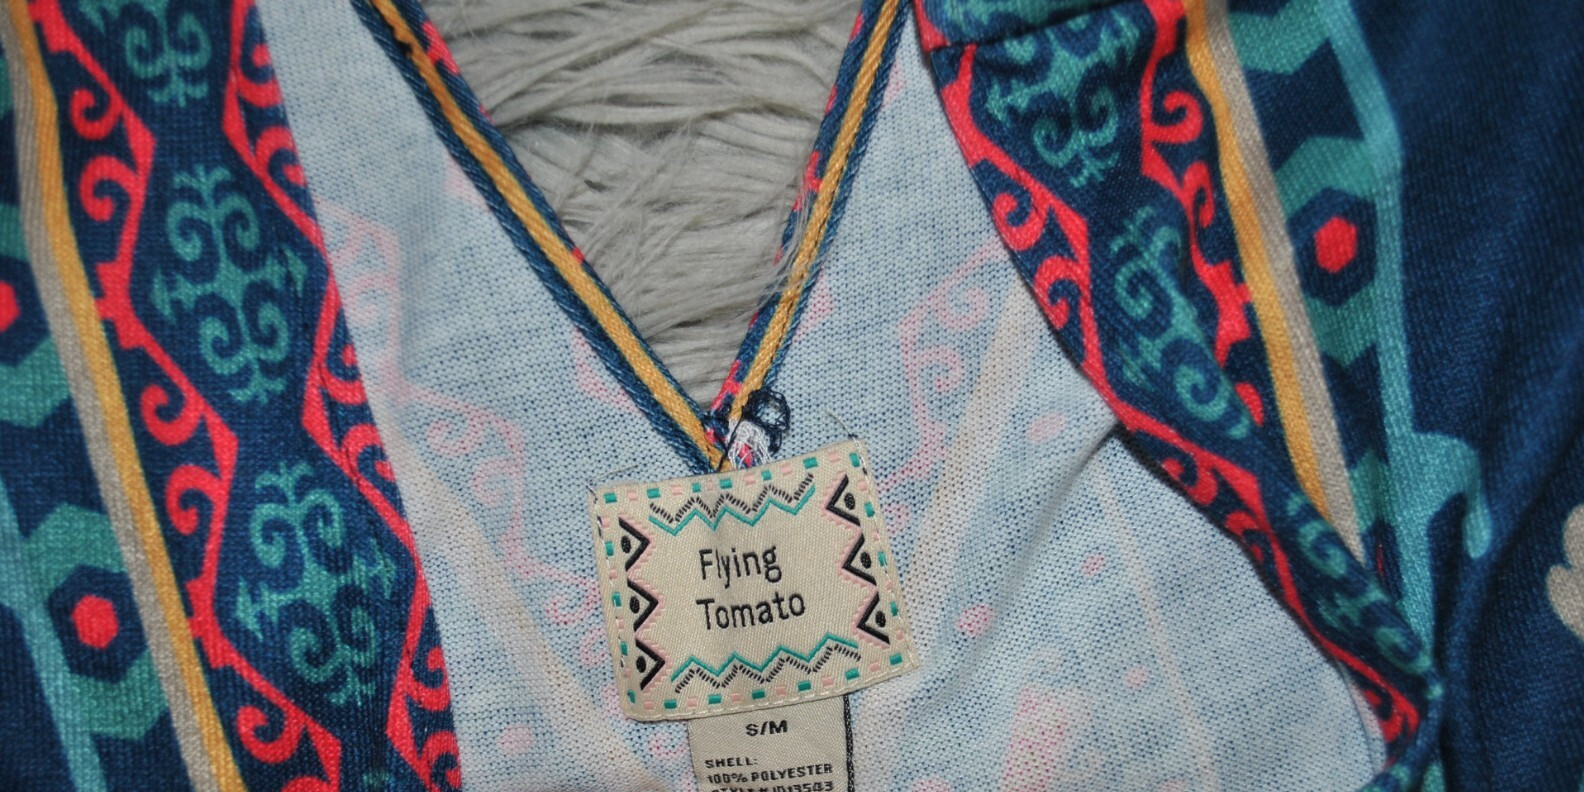 Flying
Tomato
S/M
SHELL:
100% POLYESTER